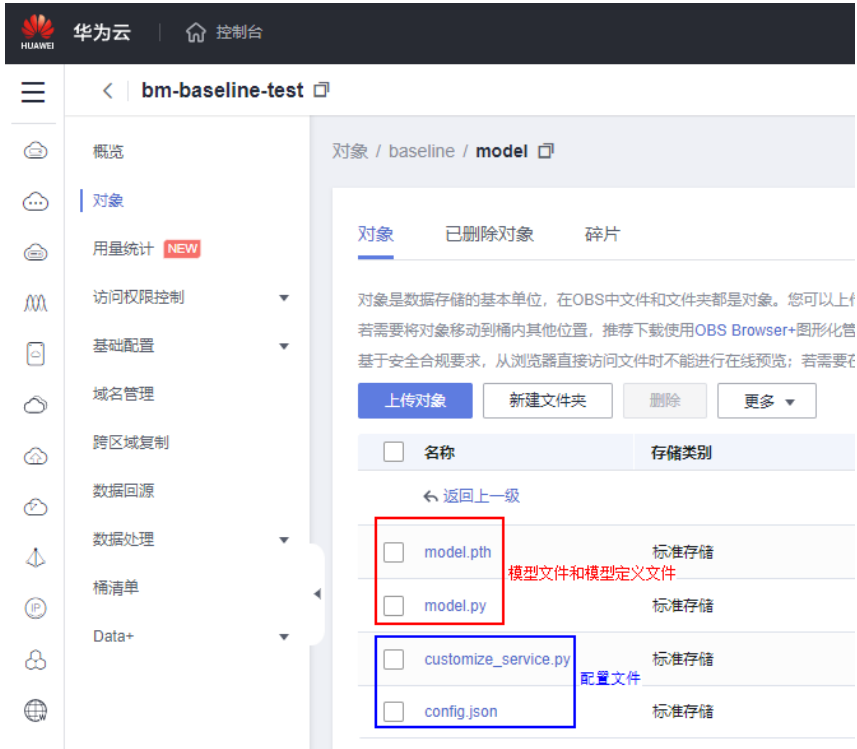 HUAWEI
华为云
控制台
bm-baseline-test
概览
对象
用量统计 NEW
访问权限控制
基础配置
域名管理
跨区域复制
数据回源
数据处理
桶清单
Data+
对象 / baseline / model
对象 已删除对象 碎片
对象是数据存储的基本单位，在OBS中文件和文件夹都是对象。您可以上
若需要将对象移动到桶内其他位置，推荐下载使用OBS Browser+图形化管
基于安全合规要求，从浏览器直接访问文件时不能进行在线预览；若需要在
上传对象 新建文件夹 删除 更多
名称 存储类别
返回上一级
model.pth 标准存储
模型文件和模型定义文件
model.py 标准存储
customize_service.py 标准存储
配置文件
config.json 标准存储